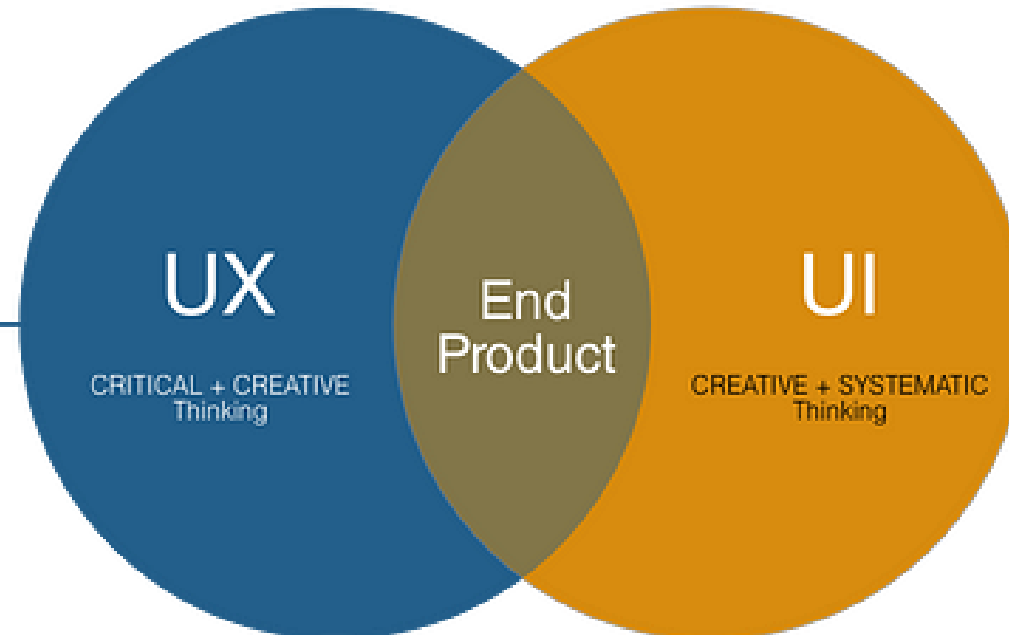 UX
CRITICAL + CREATIVE
Thinking
End
Product
UI
CREATIVE + SYSTEMATIC
Thinking